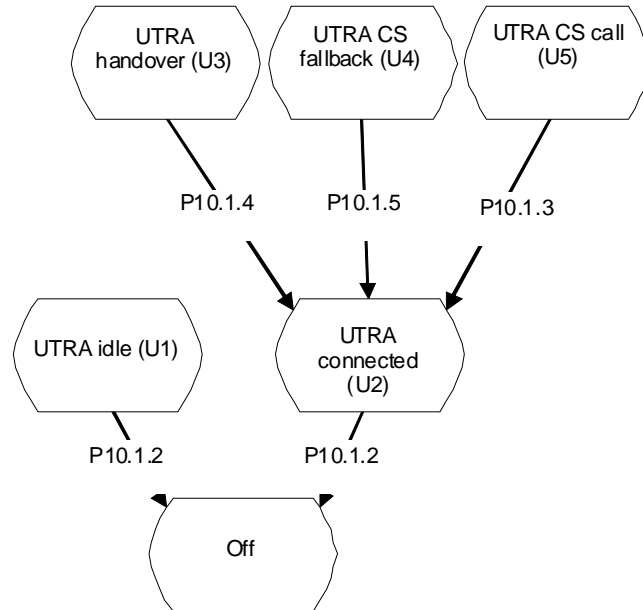 UTRA
handover (U3)
UTRA CS
fallback (U4)
UTRA CS call
(U5)
P10.1.4
P10.1.5
P10.1.3
UTRA idle (U1)
UTRA
connected
(U2)
P10.1.2
P10.1.2
Off